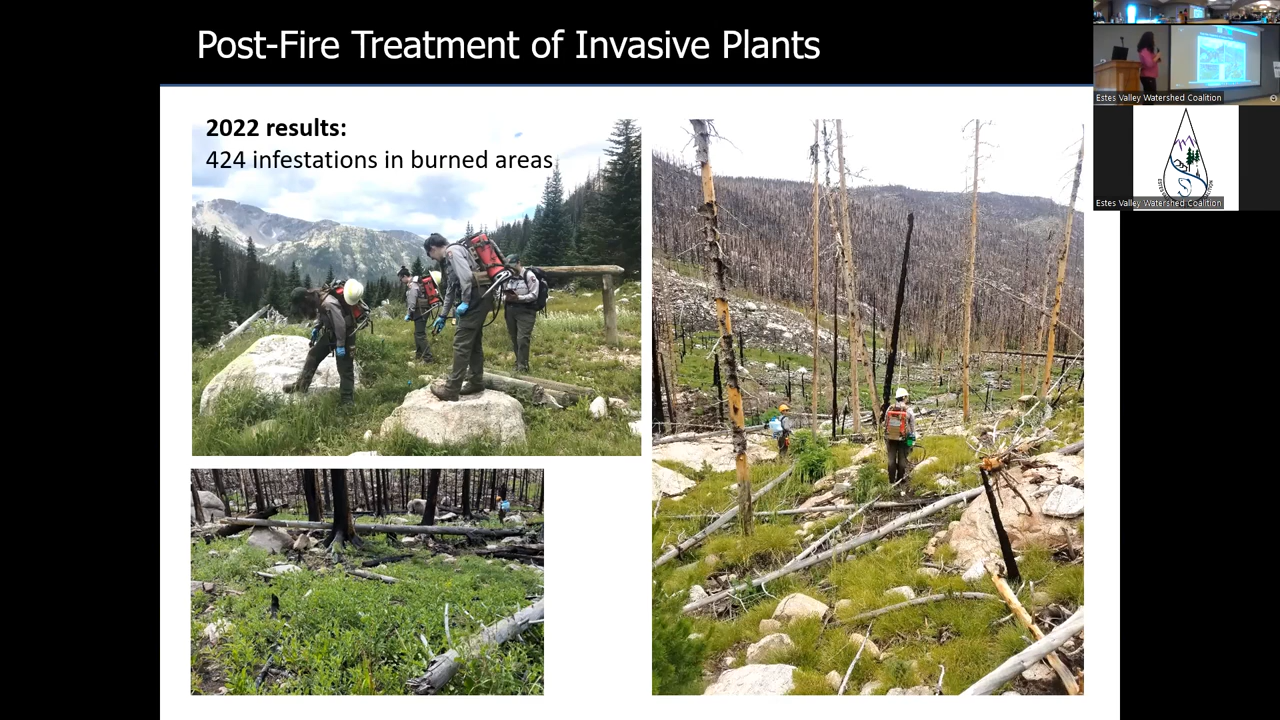 Post-Fire Treatment of Invasive Plants
2022 results:
424 infestations in burned areas
Estes Valley Watershed Coalition
Estes Valley Watershed Coalition